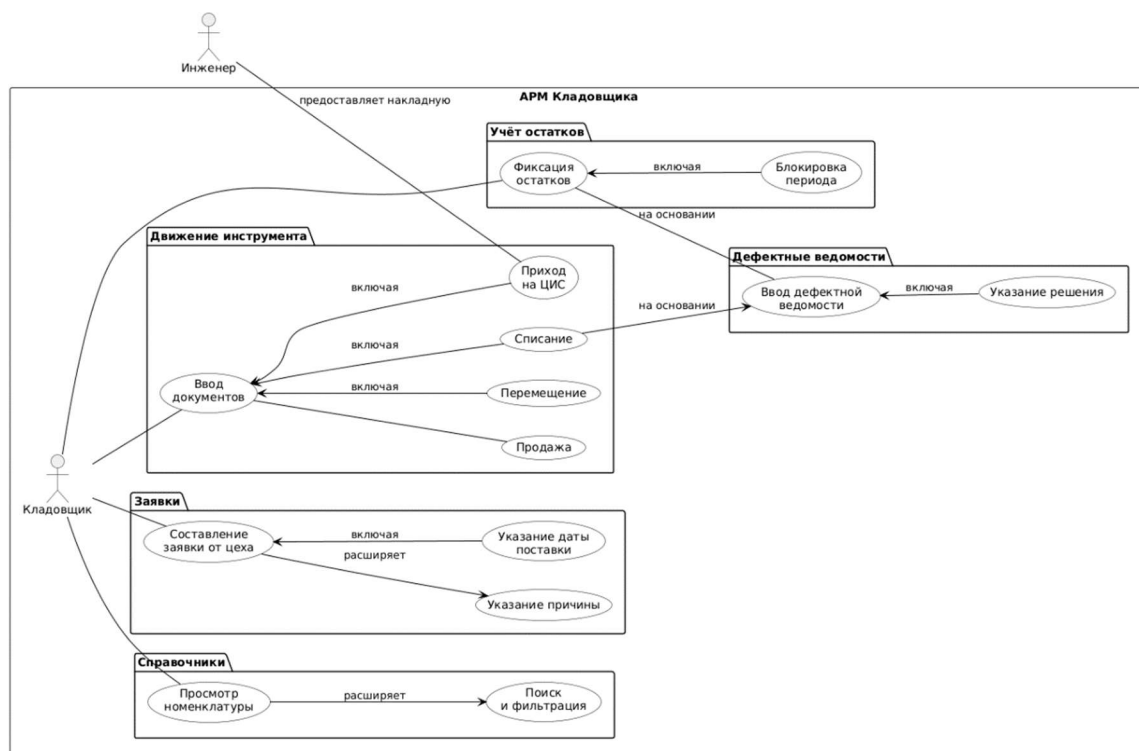 Инженер
предоставляет накладную
АРМ Кладовщика
Учёт остатков
Фиксация
остатков
включая
Блокировка
периода
на основании
Движение инструмента
Приход
на ЦИС
включая
Списание
включая
на основании
Ввод
документов
включая
Перемещение
Продажа
Дефектные ведомости
Ввод дефектной
ведомости
включая
Указание решения
Кладовщик
Заявки
Составление
заявки от цеха
включая
Указание даты
поставки
расширяет
Указание причины
Справочники
Просмотр
номенклатуры
расширяет
Поиск
и фильтрация